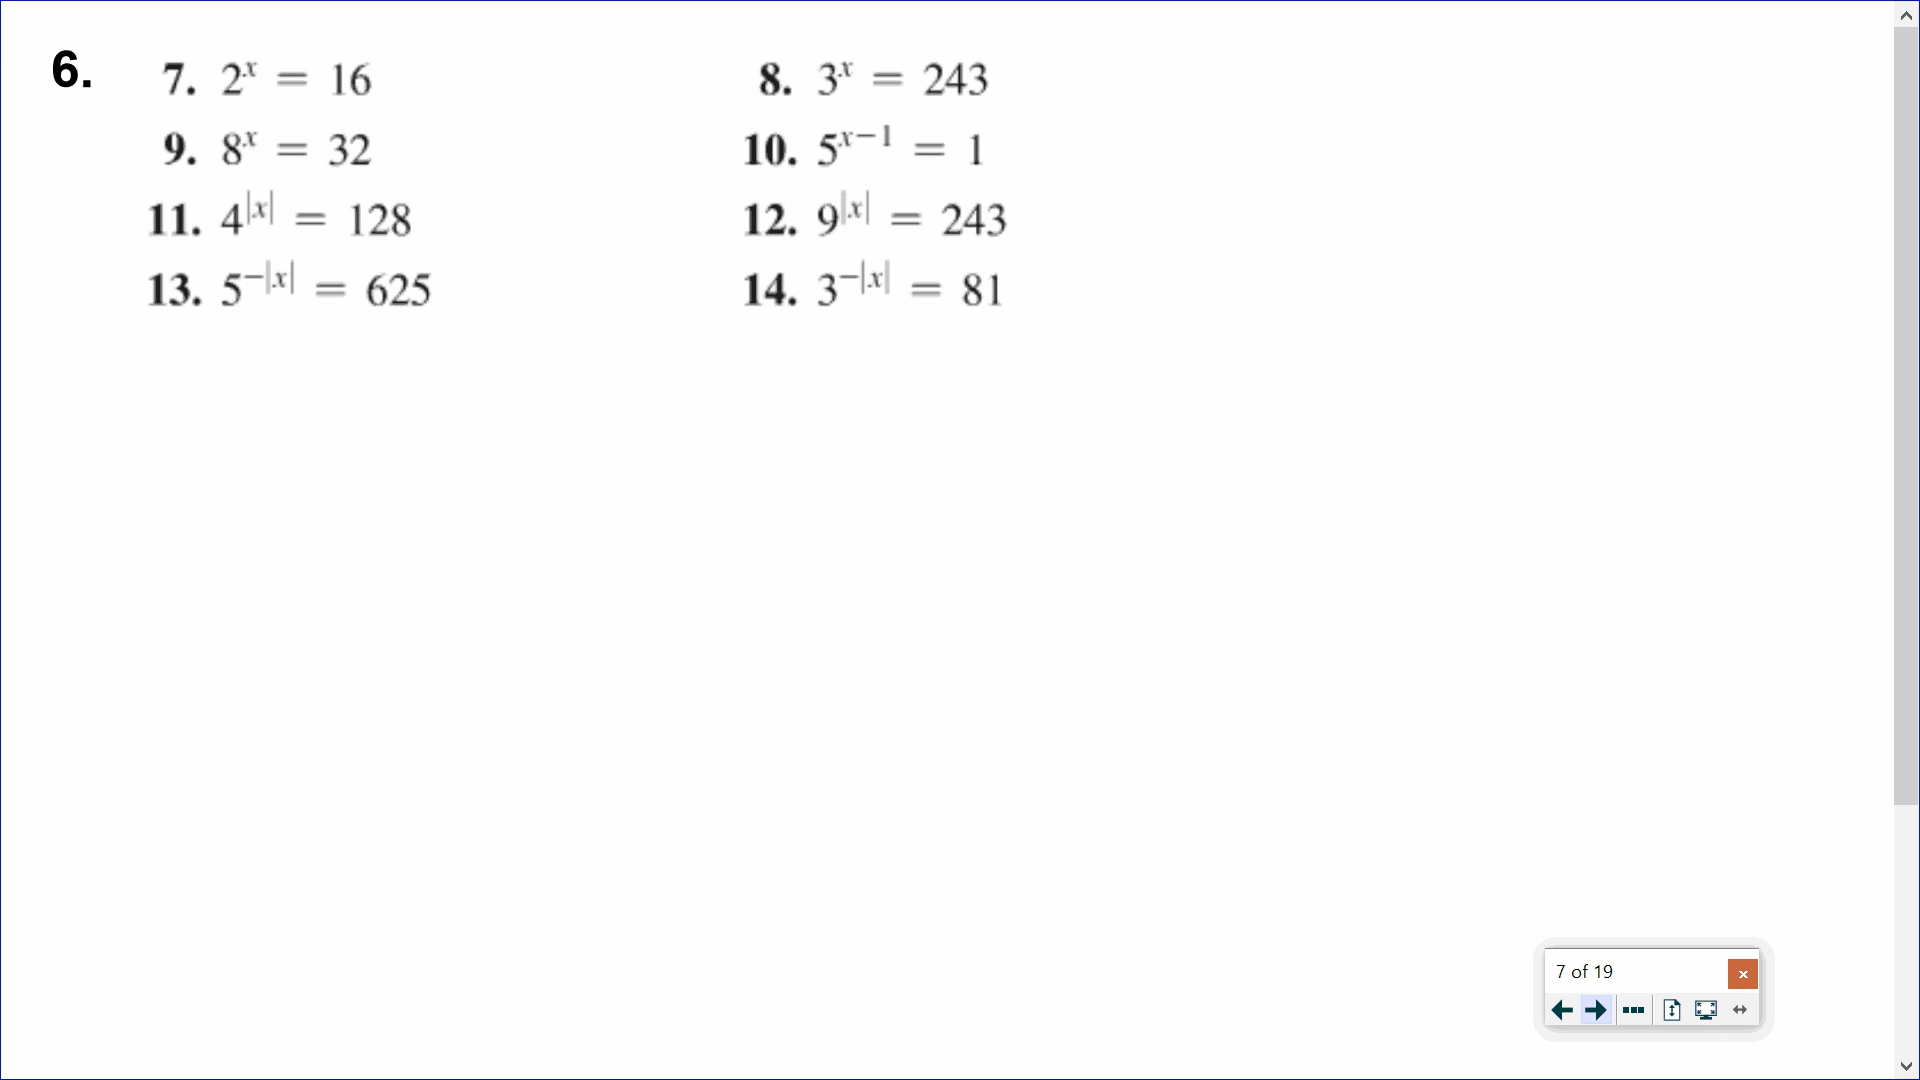 6. 7. 2^x = 16 8. 3^x = 243
9. 8^x = 32 10. 5^{x−1} = 1
11. 4^{|x|} = 128 12. 9^{|x|} = 243
13. 5^{−|x|} = 625 14. 3^{−|x|} = 81
7 of 19